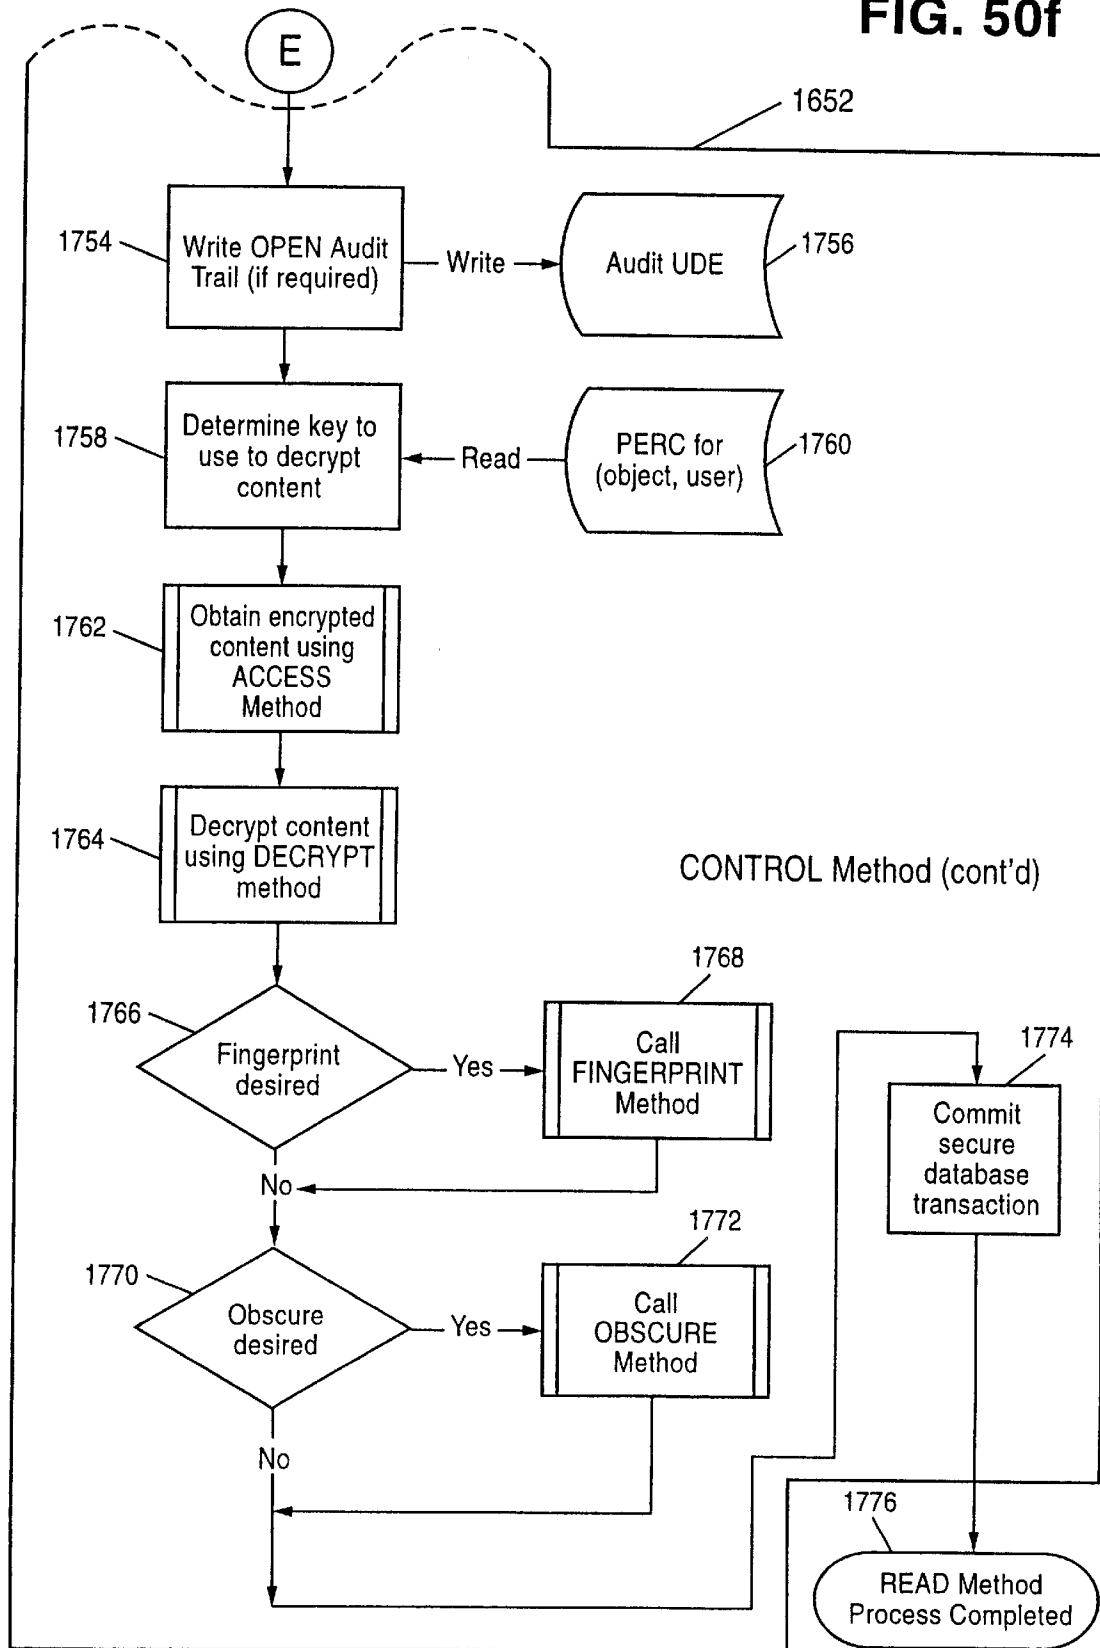 FIG. 50f
E
1652
1754
Write OPEN Audit
Trail (if required)
Write
Audit UDE
1756
1758
Determine key to
use to decrypt
content
Read
PERC for
(object, user)
1760
1762
Obtain encrypted
content using
ACCESS
Method
1764
Decrypt content
using DECRYPT
method
CONTROL Method (cont'd)
1766
Fingerprint
desired
Yes
1768
Call
FINGERPRINT
Method
No
1770
Obscure
desired
Yes
1772
Call
OBSCURE
Method
No
1774
Commit
secure
database
transaction
1776
READ Method
Process Completed